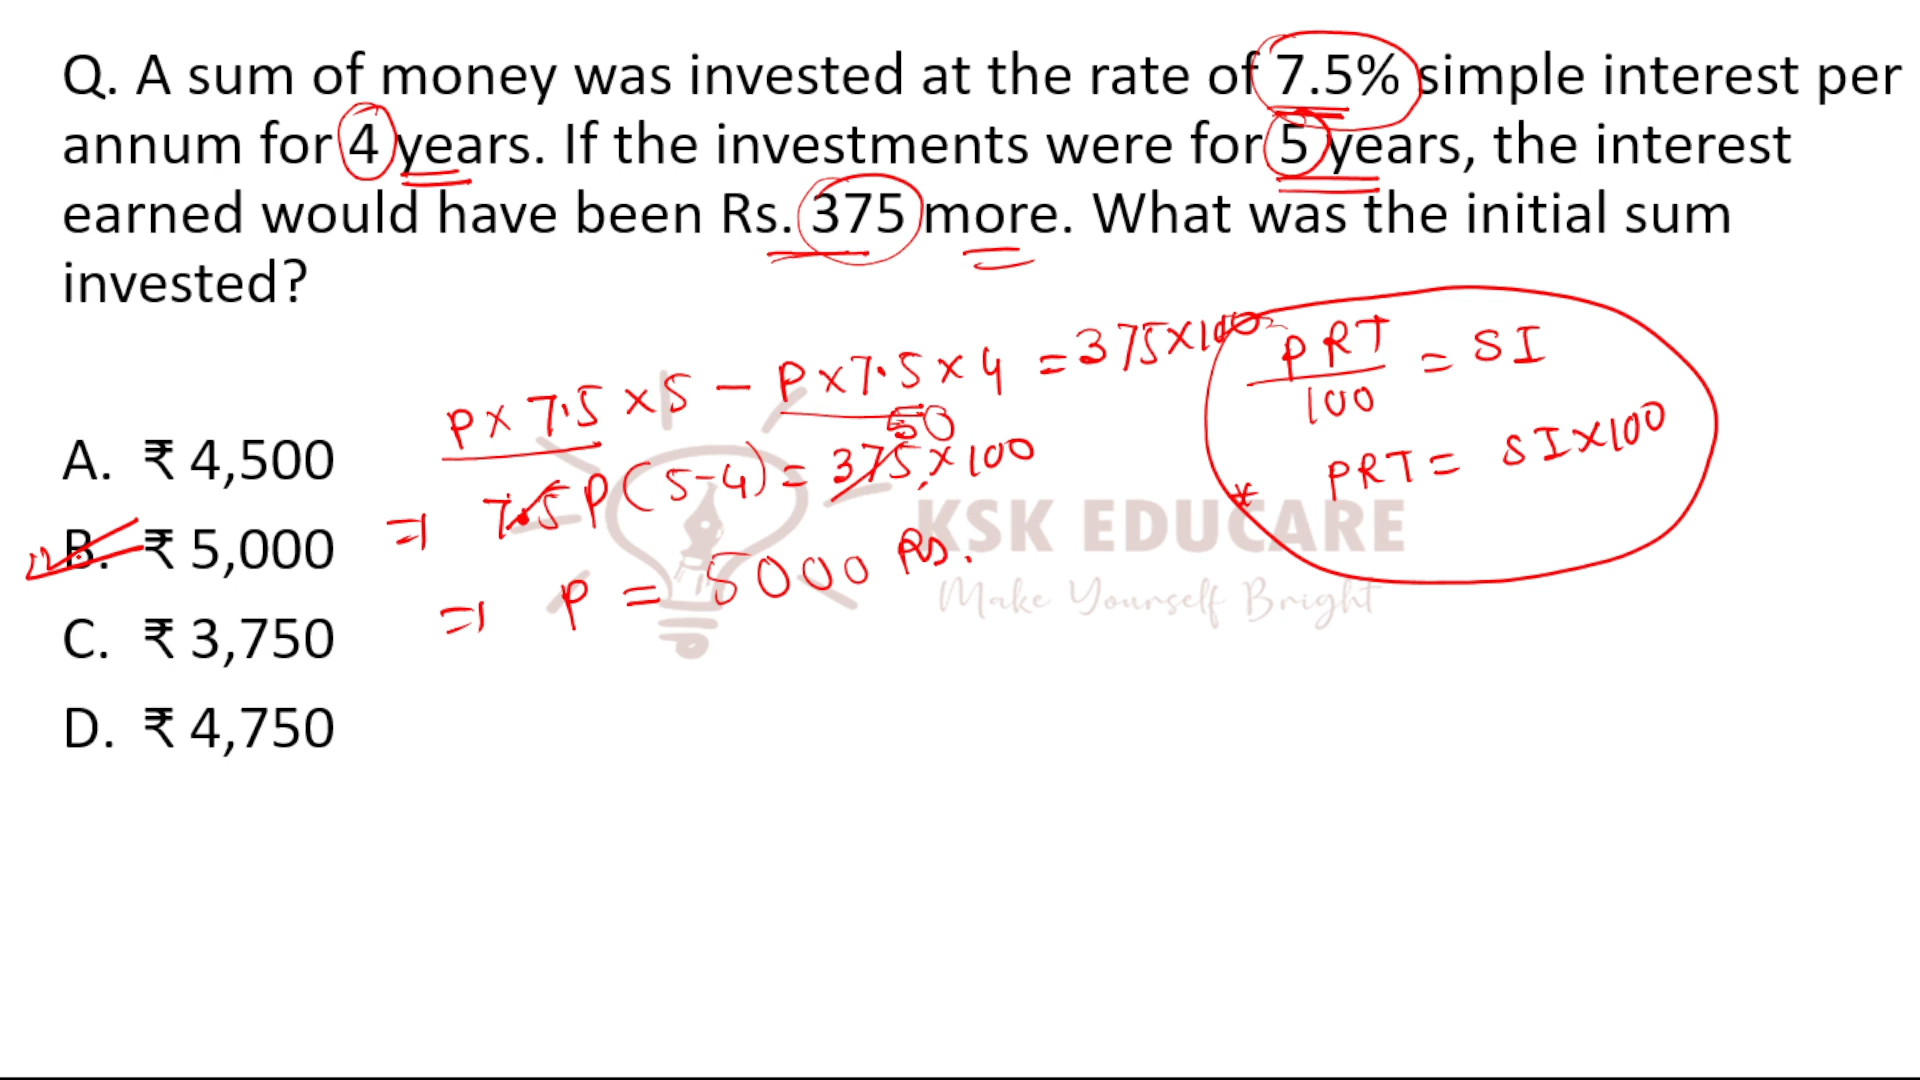 Q. A sum of money was invested at the rate of 7.5% simple interest per
annum for 4 years. If the investments were for 5 years, the interest
earned would have been Rs. 375 more. What was the initial sum
invested?
P × 7.5 × 5 - P × 7.5 × 4 = 375 × 100
PRT/100 = SI
50
A. ₹ 4,500
⇒ 7.5 P (5-4) = 375 × 100
* PRT = SI × 100
KSK EDUCARE
B. ₹ 5,000
⇒ P = 5000 Rs.
Make Yourself Bright
C. ₹ 3,750
D. ₹ 4,750